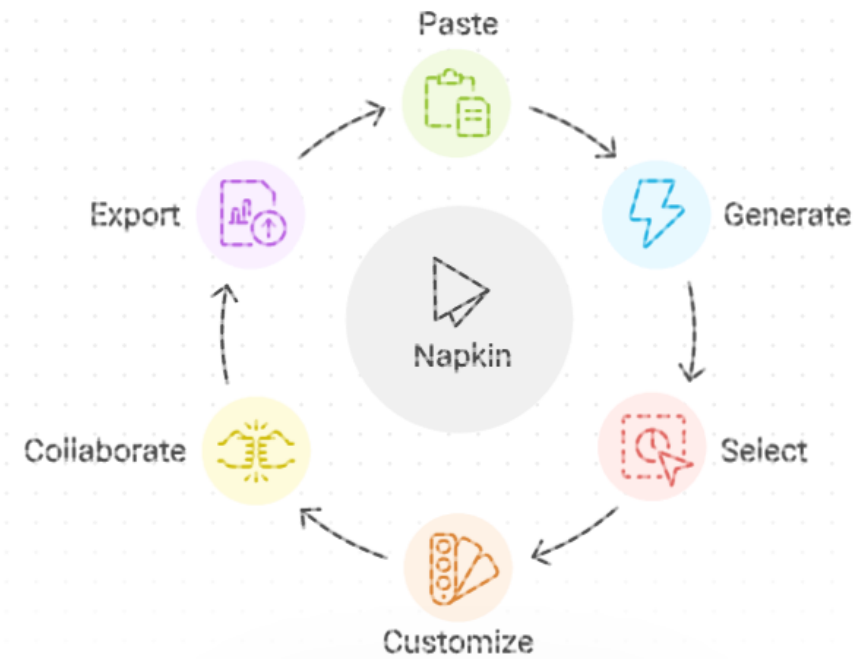 Paste
Generate
Select
Customize
Collaborate
Export
Napkin